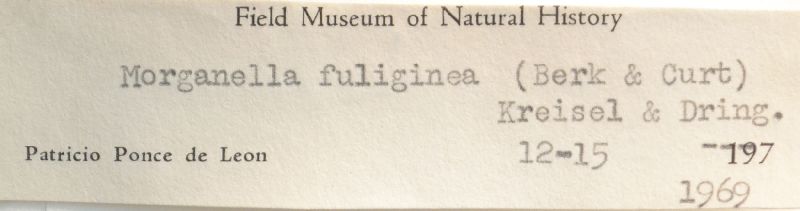 Field Museum of Natural History
Morganella fuliginea (Berk & Curt)
Kreisel & Dring.
Patricio Ponce de Leon 12-15 --197
1969